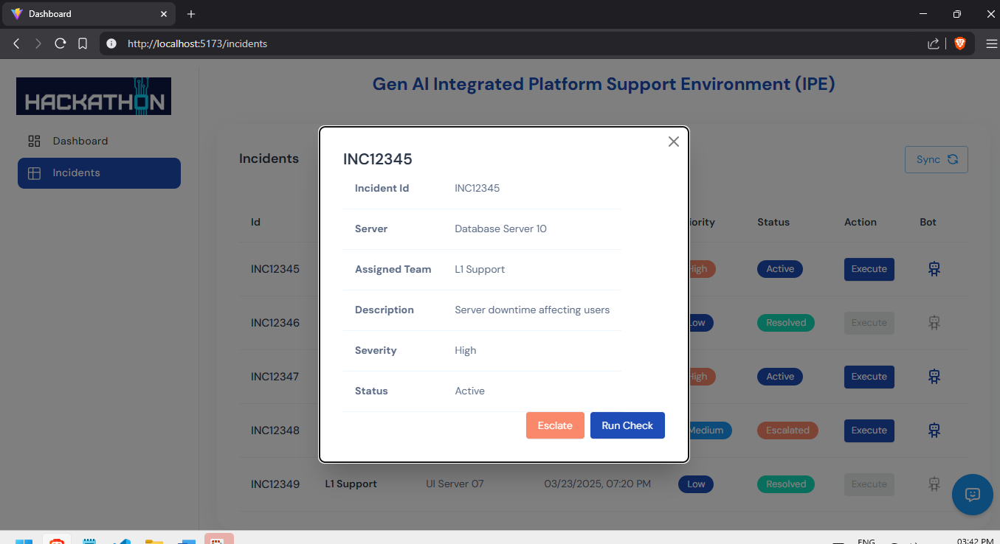 Dashboard
http://localhost:5173/incidents
HACKATHON
Gen AI Integrated Platform Support Environment (IPE)
Dashboard
Incidents
Incidents
Sync
Id iority Status Action Bot
INC12345 High Active Execute
INC12346 Low Resolved Execute
INC12347 High Active Execute
INC12348 Medium Escalated Execute
INC12349 L1 Support UI Server 07 03/23/2025, 07:20 PM Low Resolved Execute
INC12345
Incident Id INC12345
Server Database Server 10
Assigned Team L1 Support
Description Server downtime affecting users
Severity High
Status Active
Esclate Run Check
ENG 03:42 PM